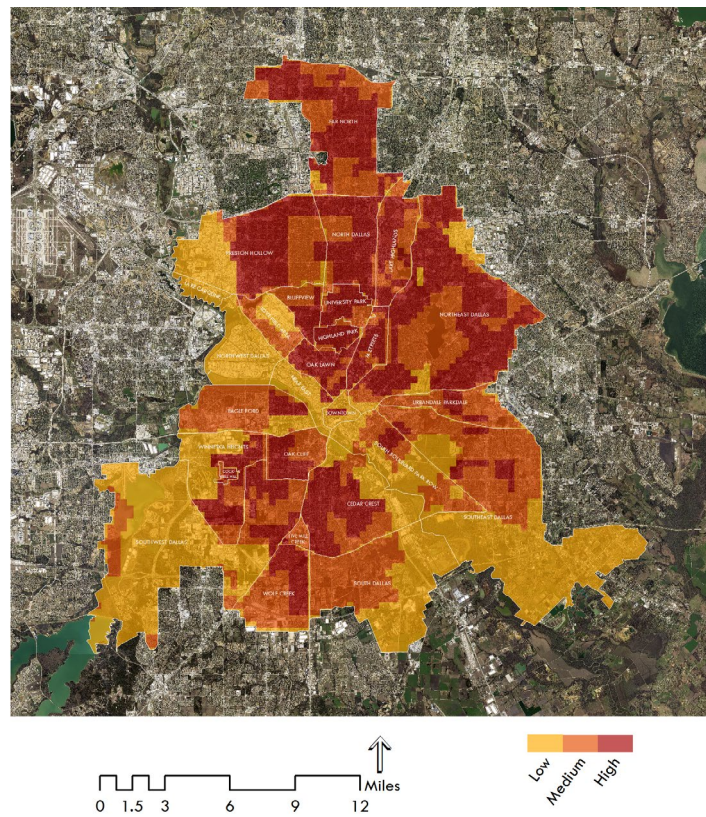 FAR NORTH
NORTH DALLAS
LAKE HIGHLANDS
PRESTON HOLLOW
BLUFFVIEW
UNIVERSITY PARK
NORTHEAST DALLAS
HIGHLAND PARK
NORTHWEST DALLAS
OAK LAWN
EAGLE FORD
DOWNTOWN
URBANDALE PARKDALE
OAK CLIFF
CEDAR CREST
SOUTHEAST DALLAS
SOUTHWEST DALLAS
WOLF CREEK
SOUTH DALLAS
Miles
0 1.5 3 6 9 12
Low
Medium
High